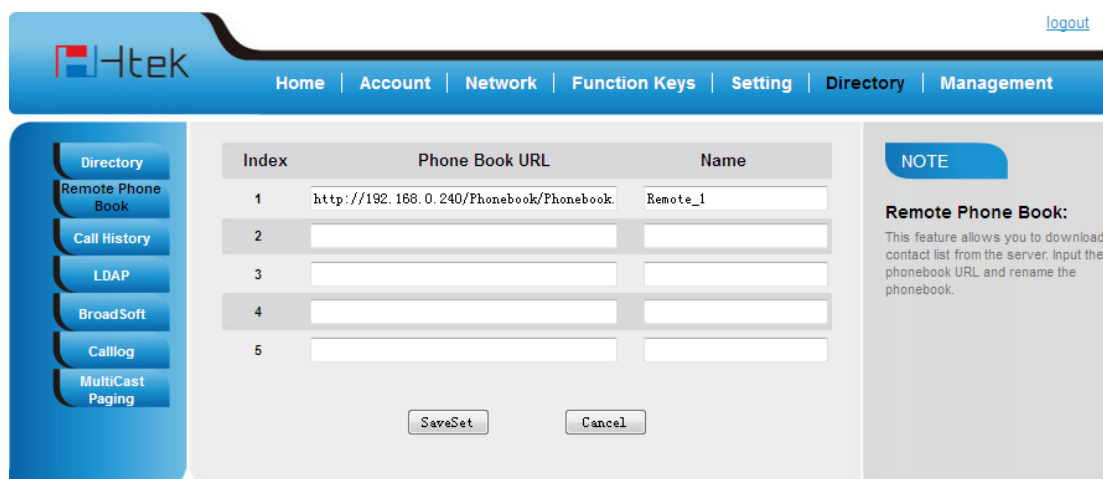 logout
Htek
Home | Account | Network | Function Keys | Setting | Directory | Management
Directory
Remote Phone
Book
Call History
LDAP
BroadSoft
Calllog
MultiCast
Paging
Index Phone Book URL Name
1 http://192.168.0.240/Phonebook/Phonebook. Remote_1
2
3
4
5
SaveSet Cancel
NOTE
Remote Phone Book:
This feature allows you to download
contact list from the server. Input the
phonebook URL and rename the
phonebook.